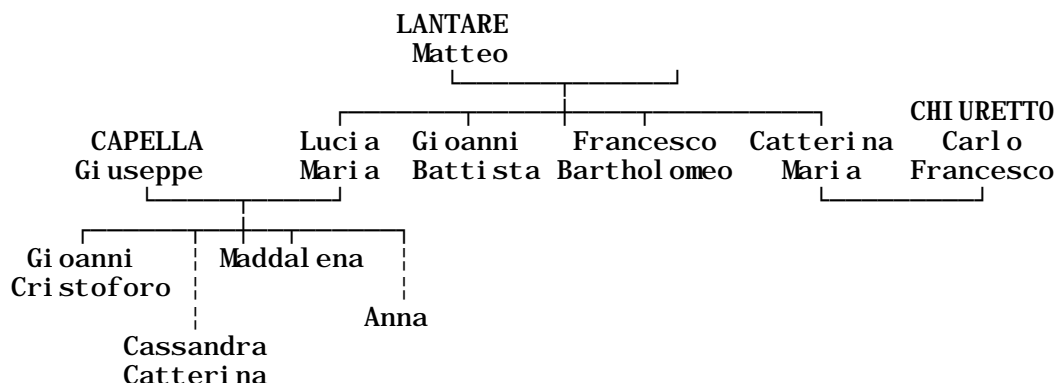 LANTARE
Matteo
CHIURETTO
CAPELLA Lucia Gioanni Francesco Catterina Carlo
Giuseppe Maria Battista Bartholomeo Maria Francesco
Gioanni Maddalena
Cristoforo
Anna
Cassandra
Catterina